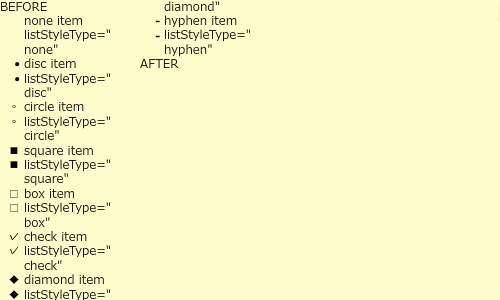 BEFORE
none item
listStyleType="
none"
• disc item
• listStyleType="
disc"
◦ circle item
◦ listStyleType="
circle"
■ square item
■ listStyleType="
square"
□ box item
□ listStyleType="
box"
✓ check item
✓ listStyleType="
check"
◆ diamond item
◆ listStyleType="
diamond"
- hyphen item
- listStyleType="
hyphen"
AFTER